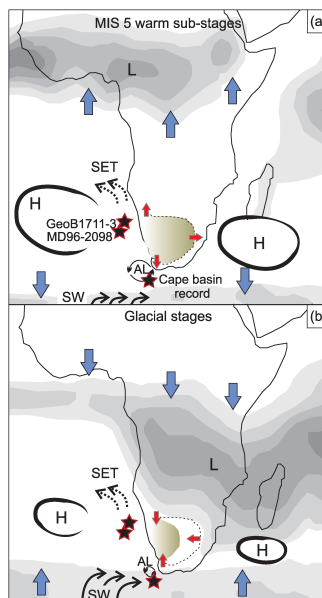 MIS 5 warm sub-stages
(a)
L
SET
H
GeoB1711-3
MD96-2098
H
AL
Cape basin
record
SW
Glacial stages
(b)
L
SET
H
H
AL
SW